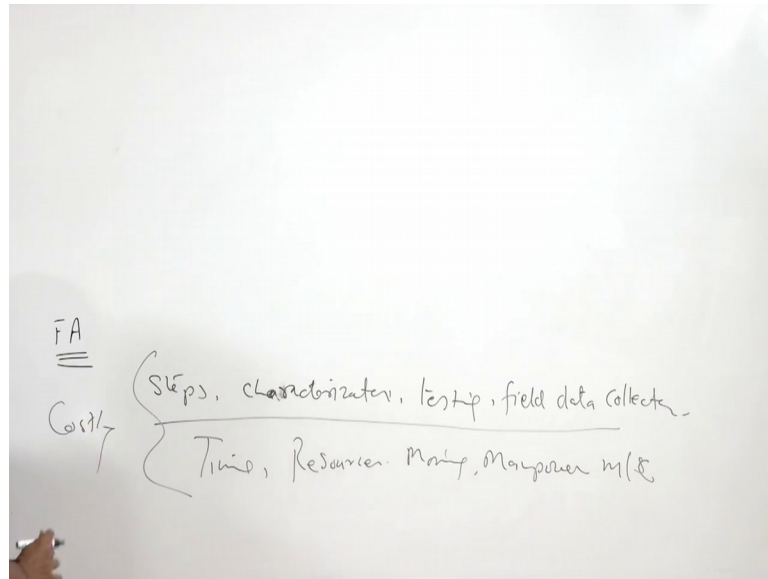 FA
Costly
Steps, characterization, testing, field data collection.
Time, Resources. Money, Manpower m/c